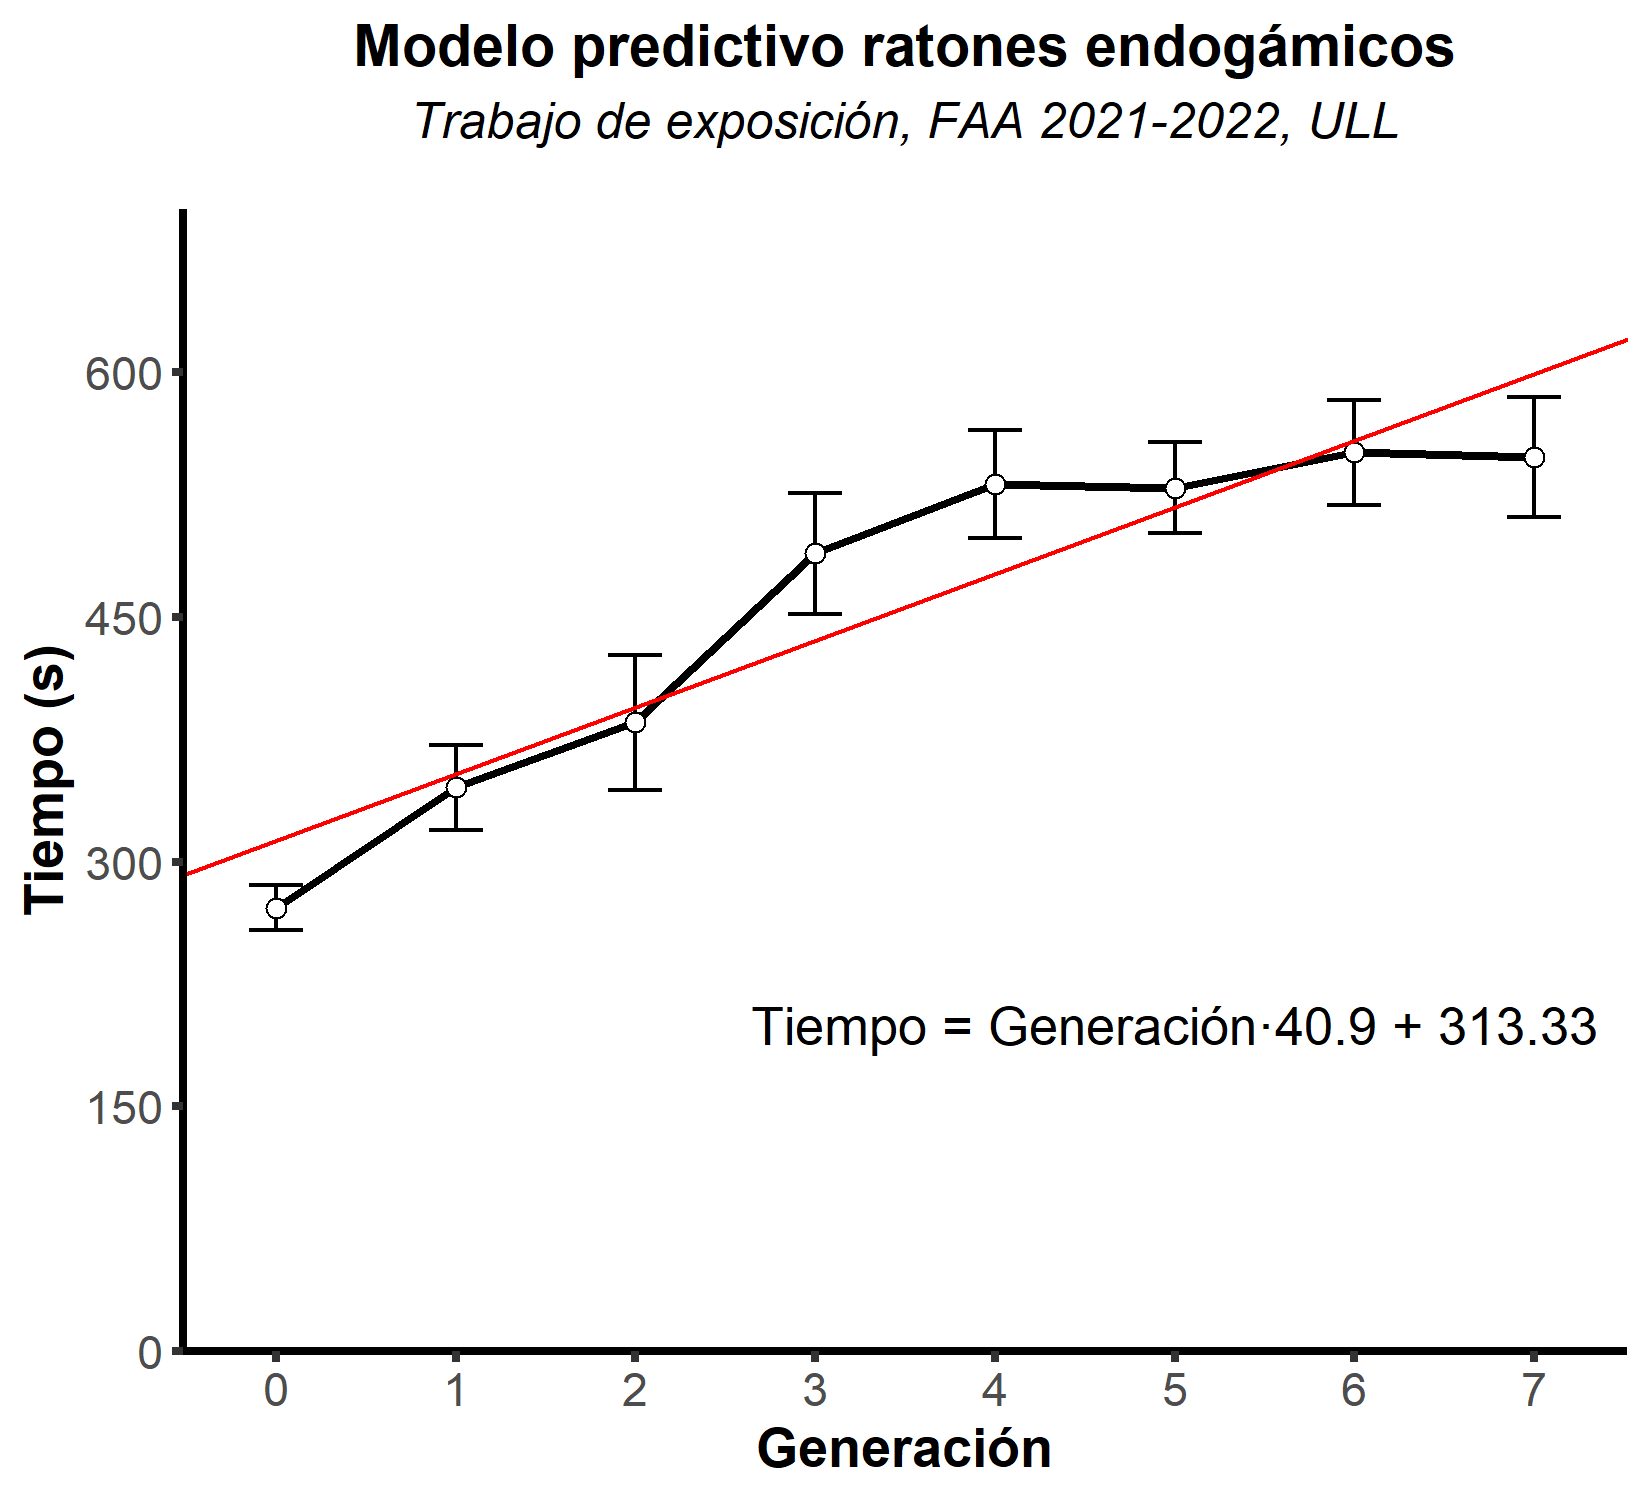 Modelo predictivo ratones endogámicos
Trabajo de exposición, FAA 2021-2022, ULL
600
450
300
150
0
Tiempo (s)
Tiempo = Generación·40.9 + 313.33
0 1 2 3 4 5 6 7
Generación